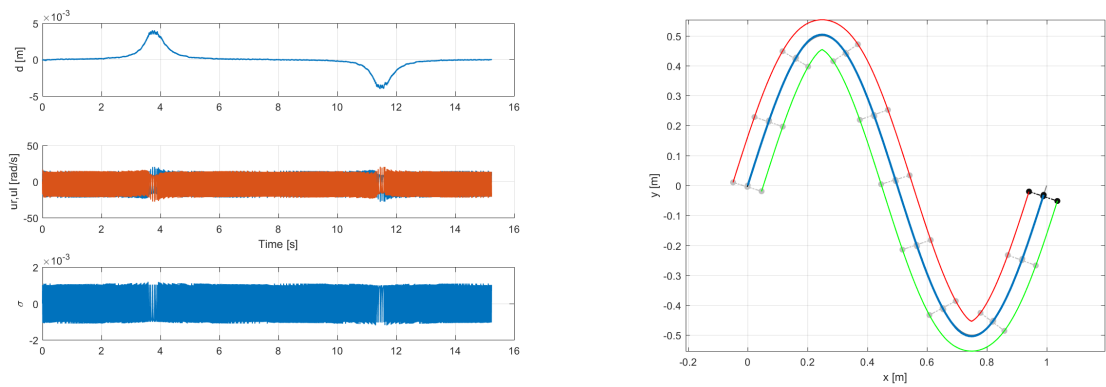 ×10⁻³
5
0
-5
d [m]
0 2 4 6 8 10 12 14 16
50
0
-50
ur,ul [rad/s]
0 2 4 6 8 10 12 14 16
Time [s]
×10⁻³
2
0
-2
σ
0 2 4 6 8 10 12 14 16
0.5
0.4
0.3
0.2
0.1
0
-0.1
-0.2
-0.3
-0.4
-0.5
y [m]
-0.2 0 0.2 0.4 0.6 0.8 1
x [m]